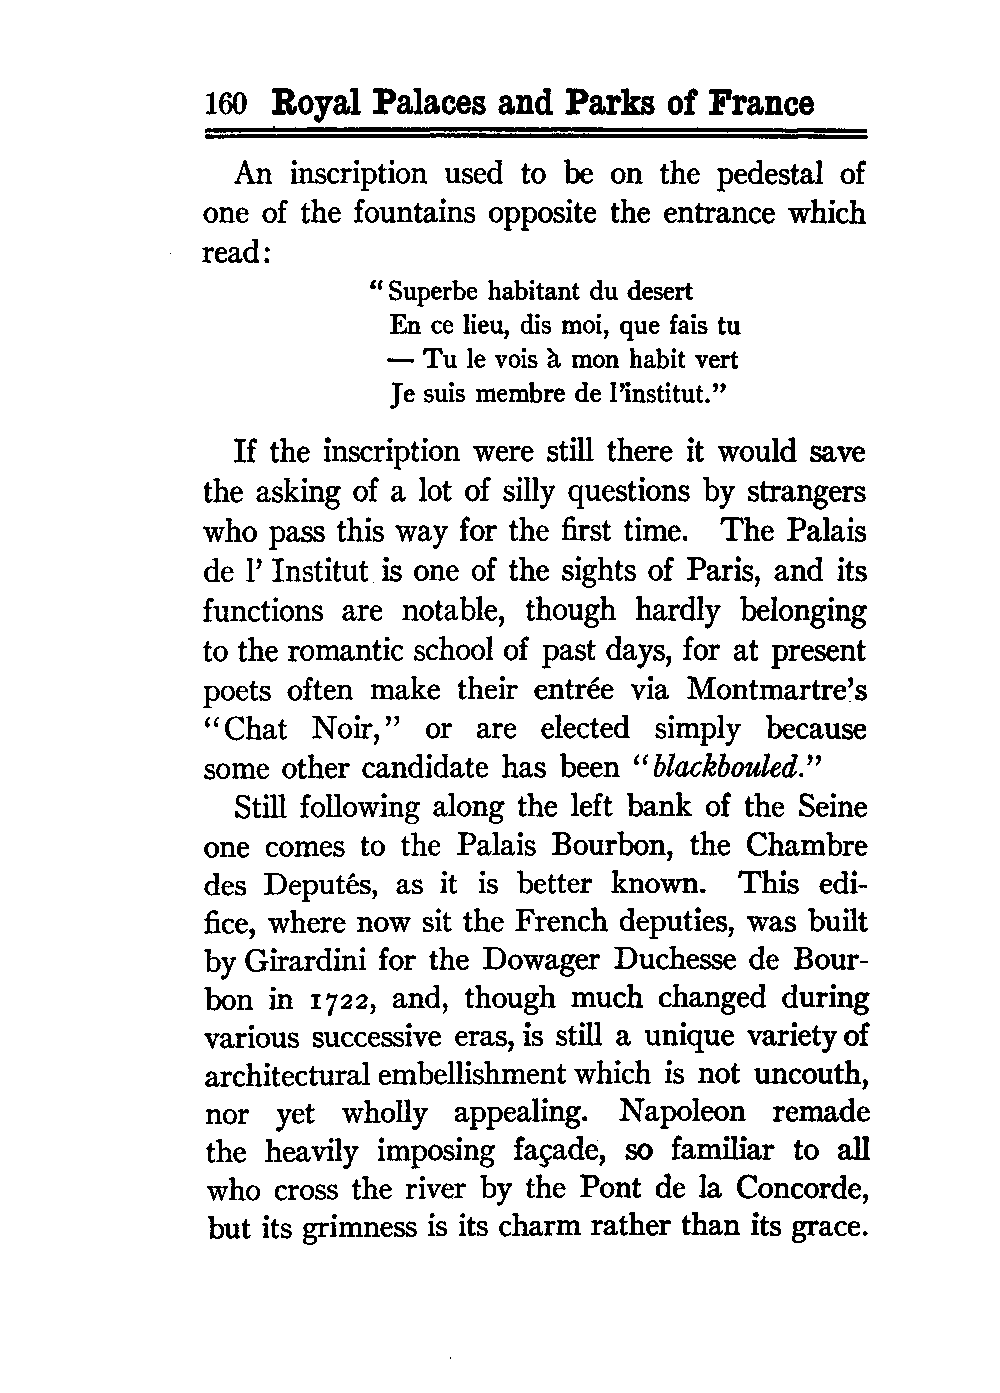 160 Royal Palaces and Parks of France
An inscription used to be on the pedestal of
one of the fountains opposite the entrance which
read:
“Superbe habitant du desert
En ce lieu, dis moi, que fais tu
— Tu le vois à mon habit vert
Je suis membre de l'institut.”
If the inscription were still there it would save
the asking of a lot of silly questions by strangers
who pass this way for the first time. The Palais
de l' Institut is one of the sights of Paris, and its
functions are notable, though hardly belonging
to the romantic school of past days, for at present
poets often make their entrée via Montmartre's
“Chat Noir,” or are elected simply because
some other candidate has been “blackbouled.”
Still following along the left bank of the Seine
one comes to the Palais Bourbon, the Chambre
des Deputés, as it is better known. This edi-
fice, where now sit the French deputies, was built
by Girardini for the Dowager Duchesse de Bour-
bon in 1722, and, though much changed during
various successive eras, is still a unique variety of
architectural embellishment which is not uncouth,
nor yet wholly appealing. Napoleon remade
the heavily imposing façade, so familiar to all
who cross the river by the Pont de la Concorde,
but its grimness is its charm rather than its grace.